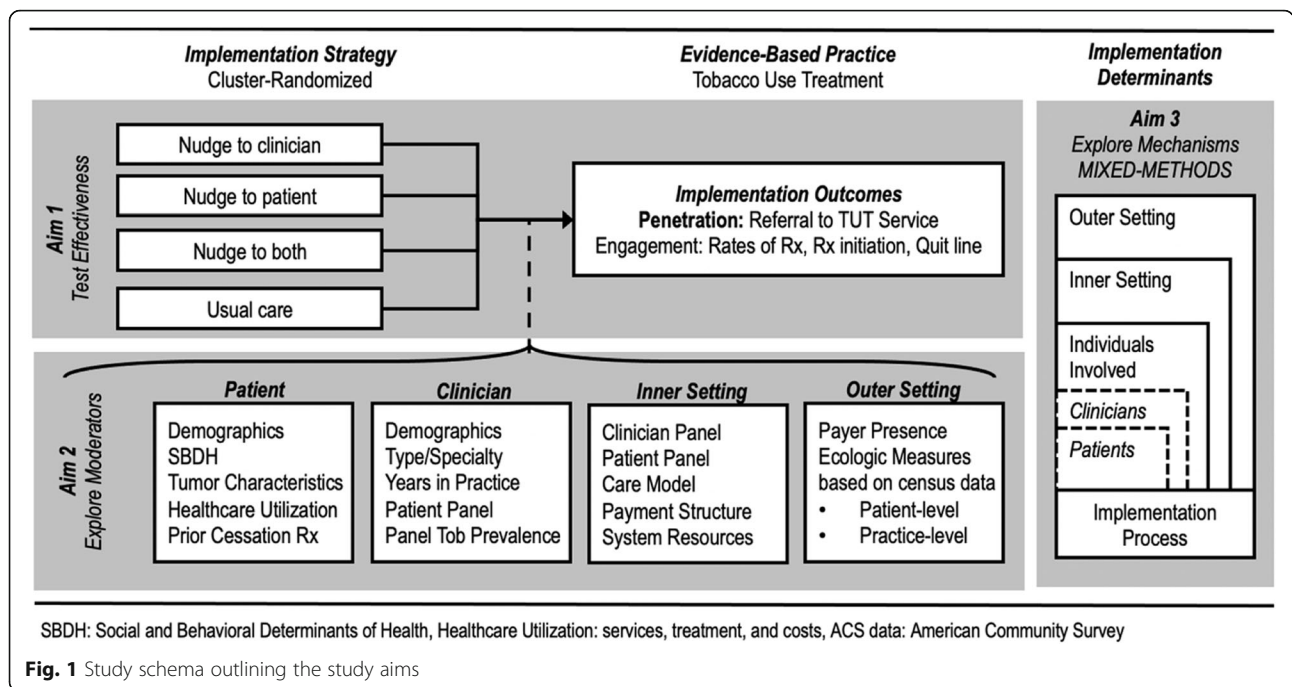 Implementation Strategy
Cluster-Randomized
Evidence-Based Practice
Tobacco Use Treatment
Implementation
Determinants
Aim 1
Test Effectiveness
Nudge to clinician
Nudge to patient
Nudge to both
Usual care
Implementation Outcomes
Penetration: Referral to TUT Service
Engagement: Rates of Rx, Rx initiation, Quit line
Aim 2
Explore Moderators
Patient
Demographics
SBDH
Tumor Characteristics
Healthcare Utilization
Prior Cessation Rx
Clinician
Demographics
Type/Specialty
Years in Practice
Patient Panel
Panel Tob Prevalence
Inner Setting
Clinician Panel
Patient Panel
Care Model
Payment Structure
System Resources
Outer Setting
Payer Presence
Ecologic Measures
based on census data
• Patient-level
• Practice-level
Aim 3
Explore Mechanisms
MIXED-METHODS
Outer Setting
Inner Setting
Individuals
Involved
Clinicians
Patients
Implementation
Process
SBDH: Social and Behavioral Determinants of Health, Healthcare Utilization: services, treatment, and costs, ACS data: American Community Survey
Fig. 1 Study schema outlining the study aims